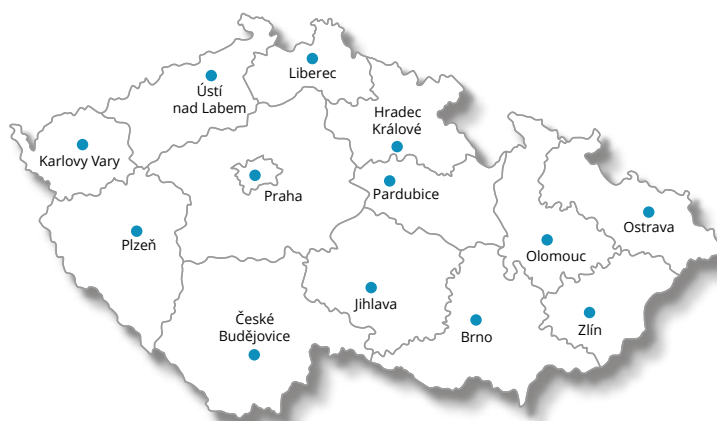 Liberec
Ústí
nad Labem
Hradec
Králové
Karlovy Vary
Praha
Pardubice
Plzeň
Ostrava
Olomouc
Jihlava
České
Budějovice
Brno
Zlín